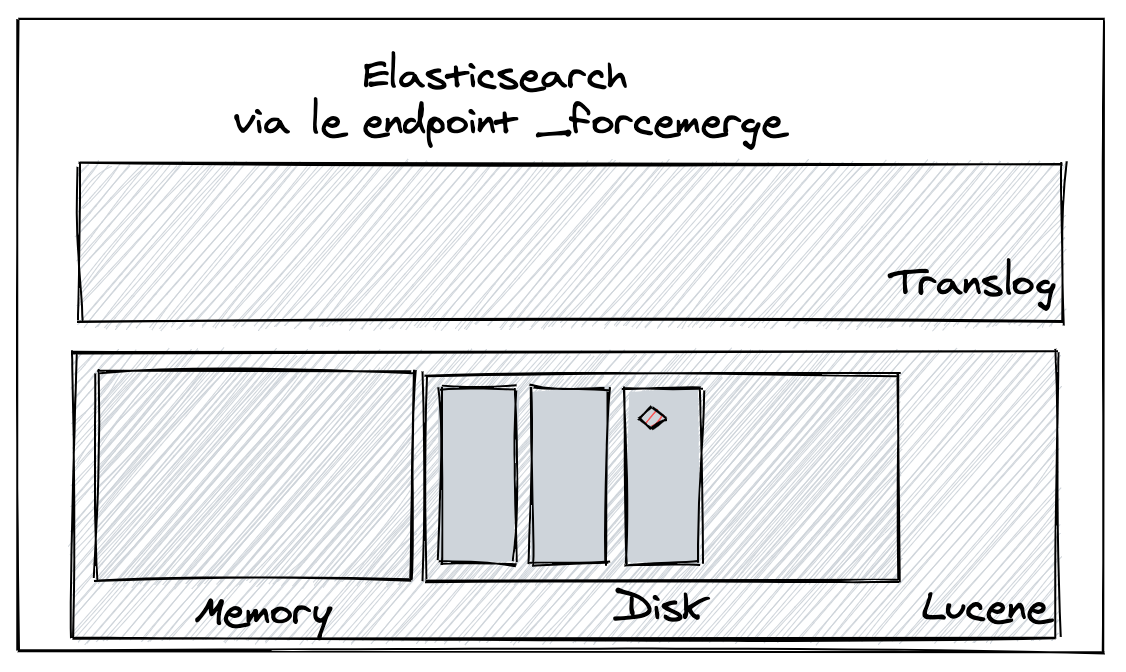 Elasticsearch
via le endpoint _forcemerge
Translog
Memory
Disk
Lucene